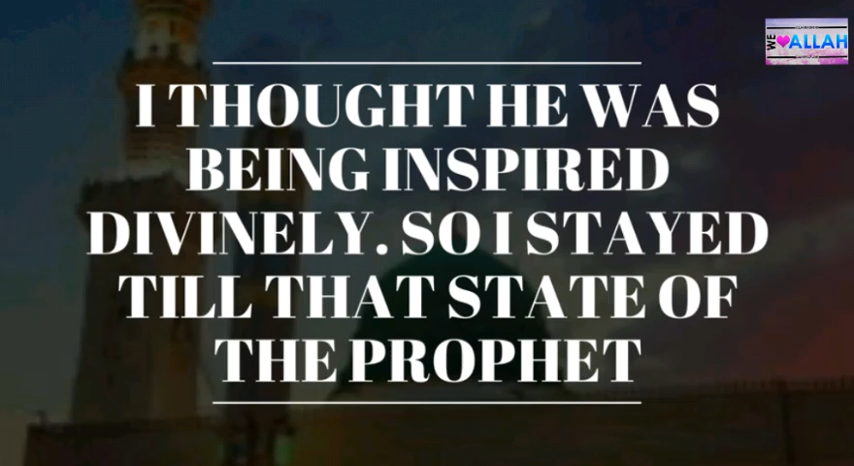 I THOUGHT HE WAS
BEING INSPIRED
DIVINELY. SO I STAYED
TILL THAT STATE OF
THE PROPHET
WE ALLAH